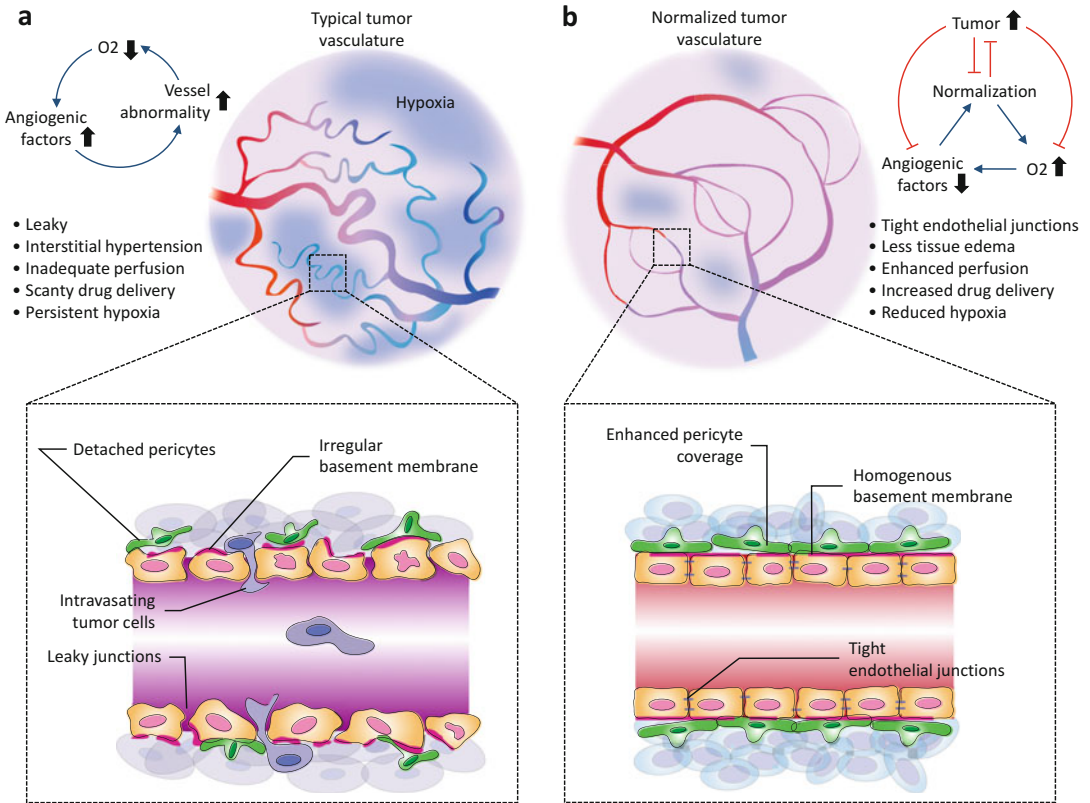 a
Typical tumor
vasculature
O2
Vessel
abnormality
Angiogenic
factors
Hypoxia
• Leaky
• Interstitial hypertension
• Inadequate perfusion
• Scanty drug delivery
• Persistent hypoxia
Detached pericytes
Irregular
basement membrane
Intravasating
tumor cells
Leaky junctions
b
Normalized tumor
vasculature
Tumor
Normalization
Angiogenic
factors
O2
• Tight endothelial junctions
• Less tissue edema
• Enhanced perfusion
• Increased drug delivery
• Reduced hypoxia
Enhanced pericyte
coverage
Homogenous
basement membrane
Tight
endothelial junctions